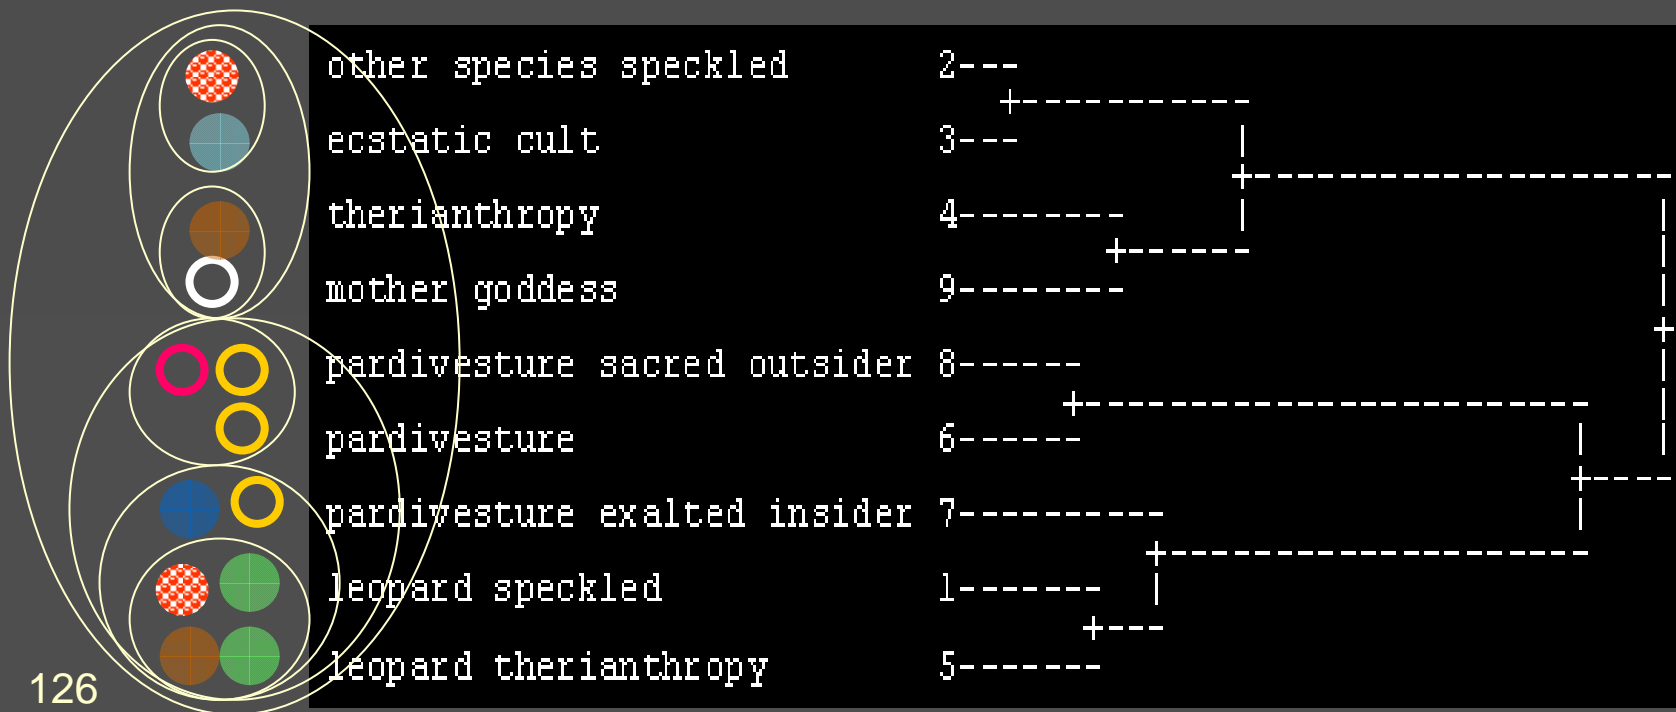 other species speckled 2---
+-----------
ecstatic cult 3---
+--------------------
therianthropy 4--------
+------
mother goddess 9--------
pardivesture sacred outsider 8------
+------------------------
pardivesture 6------
+----
pardivesture exalted insider 7----------
+--------------------
leopard speckled 1-------
+---
leopard therianthropy 5-------
126